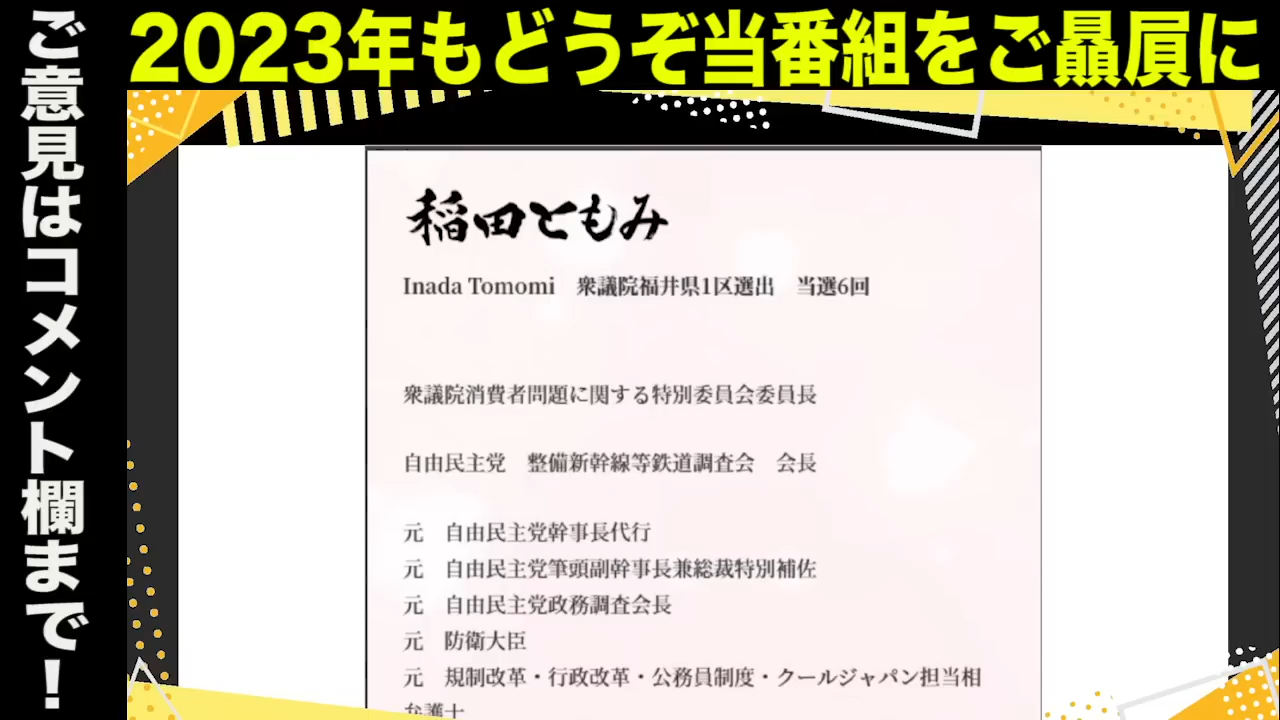 2023年もどうぞ当番組をご贔屓に
ご意見はコメント欄まで！
稲田ともみ
Inada Tomomi　衆議院福井県1区選出　当選6回
衆議院消費者問題に関する特別委員会委員長
自由民主党　整備新幹線等鉄道調査会　会長
元　自由民主党幹事長代行
元　自由民主党筆頭副幹事長兼総裁特別補佐
元　自由民主党政務調査会長
元　防衛大臣
元　規制改革・行政改革・公務員制度・クールジャパン担当相
弁護士